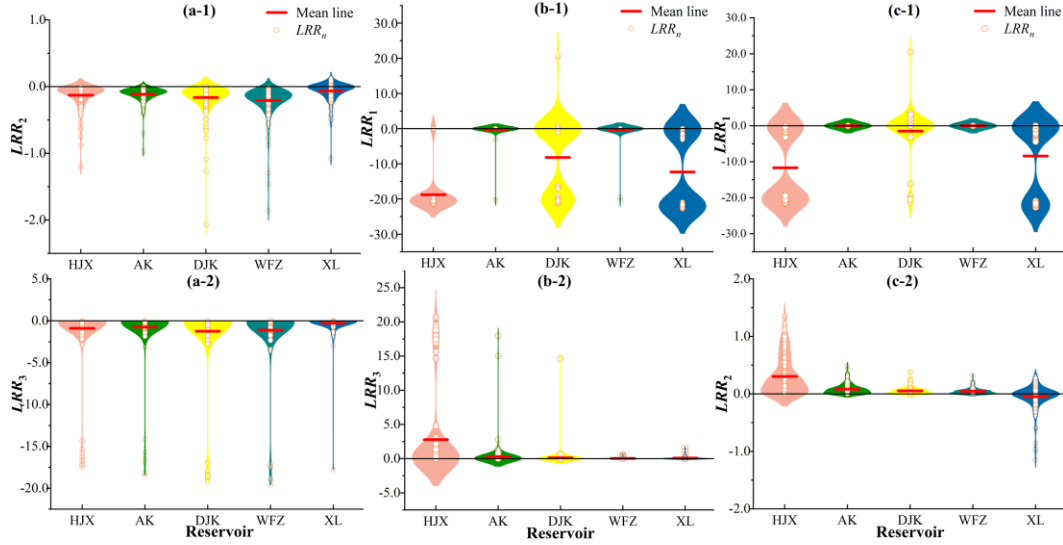 (a-1)
Mean line
LRRn
1.0
0.0
-1.0
-2.0
LRR2
HJX AK DJK WFZ XL
(b-1)
Mean line
LRRn
30.0
20.0
10.0
0.0
-10.0
-20.0
-30.0
LRR1
HJX AK DJK WFZ XL
(c-1)
Mean line
LRRn
30.0
20.0
10.0
0.0
-10.0
-20.0
-30.0
LRR1
HJX AK DJK WFZ XL
(a-2)
5.0
0.0
-5.0
-10.0
-15.0
-20.0
LRR3
HJX AK DJK WFZ XL
Reservoir
(b-2)
25.0
20.0
15.0
10.0
5.0
0.0
-5.0
LRR3
HJX AK DJK WFZ XL
Reservoir
(c-2)
2.0
1.0
0.0
-1.0
-2.0
LRR2
HJX AK DJK WFZ XL
Reservoir